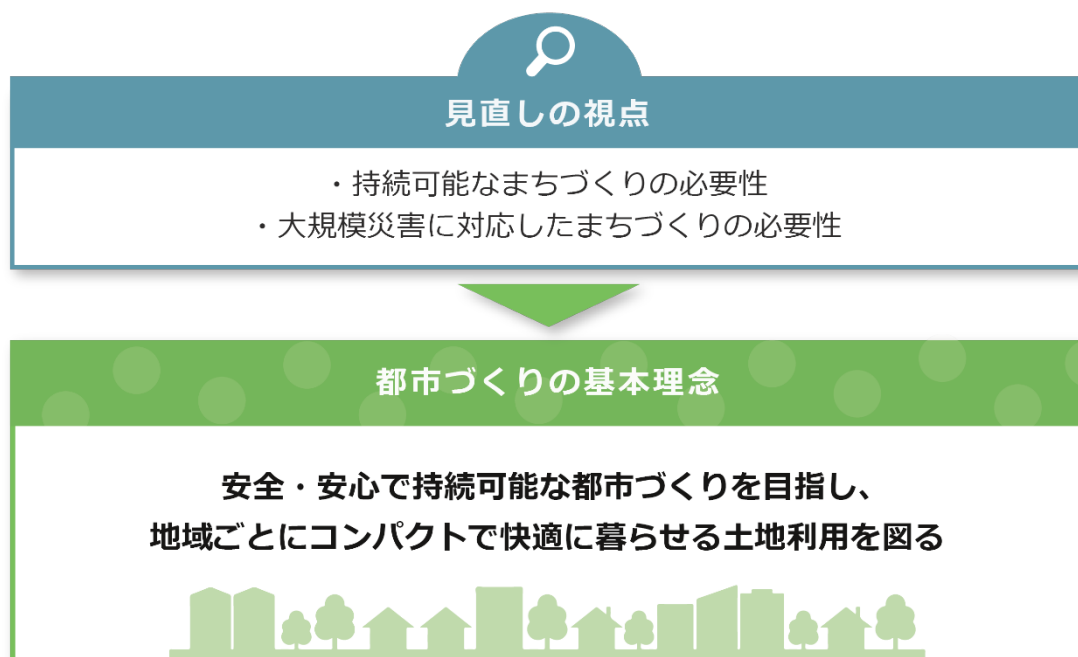 見直しの視点
・持続可能なまちづくりの必要性
・大規模災害に対応したまちづくりの必要性
都市づくりの基本理念
安全・安心で持続可能な都市づくりを目指し、
地域ごとにコンパクトで快適に暮らせる土地利用を図る